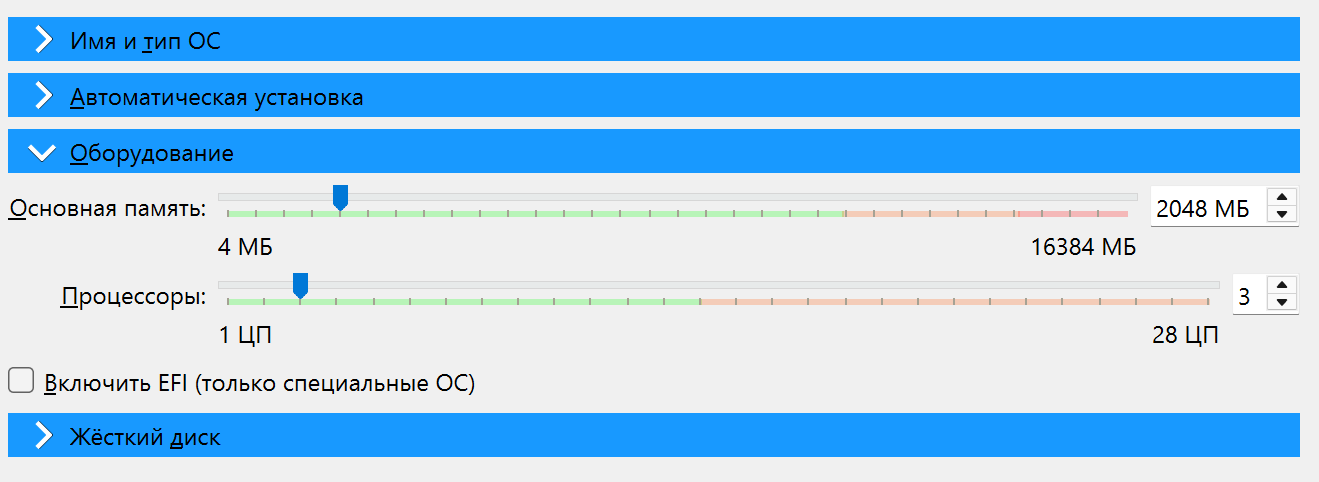 Имя и тип ОС
Автоматическая установка
Оборудование
Основная память: 2048 МБ
4 МБ 16384 МБ
Процессоры: 3
1 ЦП 28 ЦП
Включить EFI (только специальные ОС)
Жёсткий диск